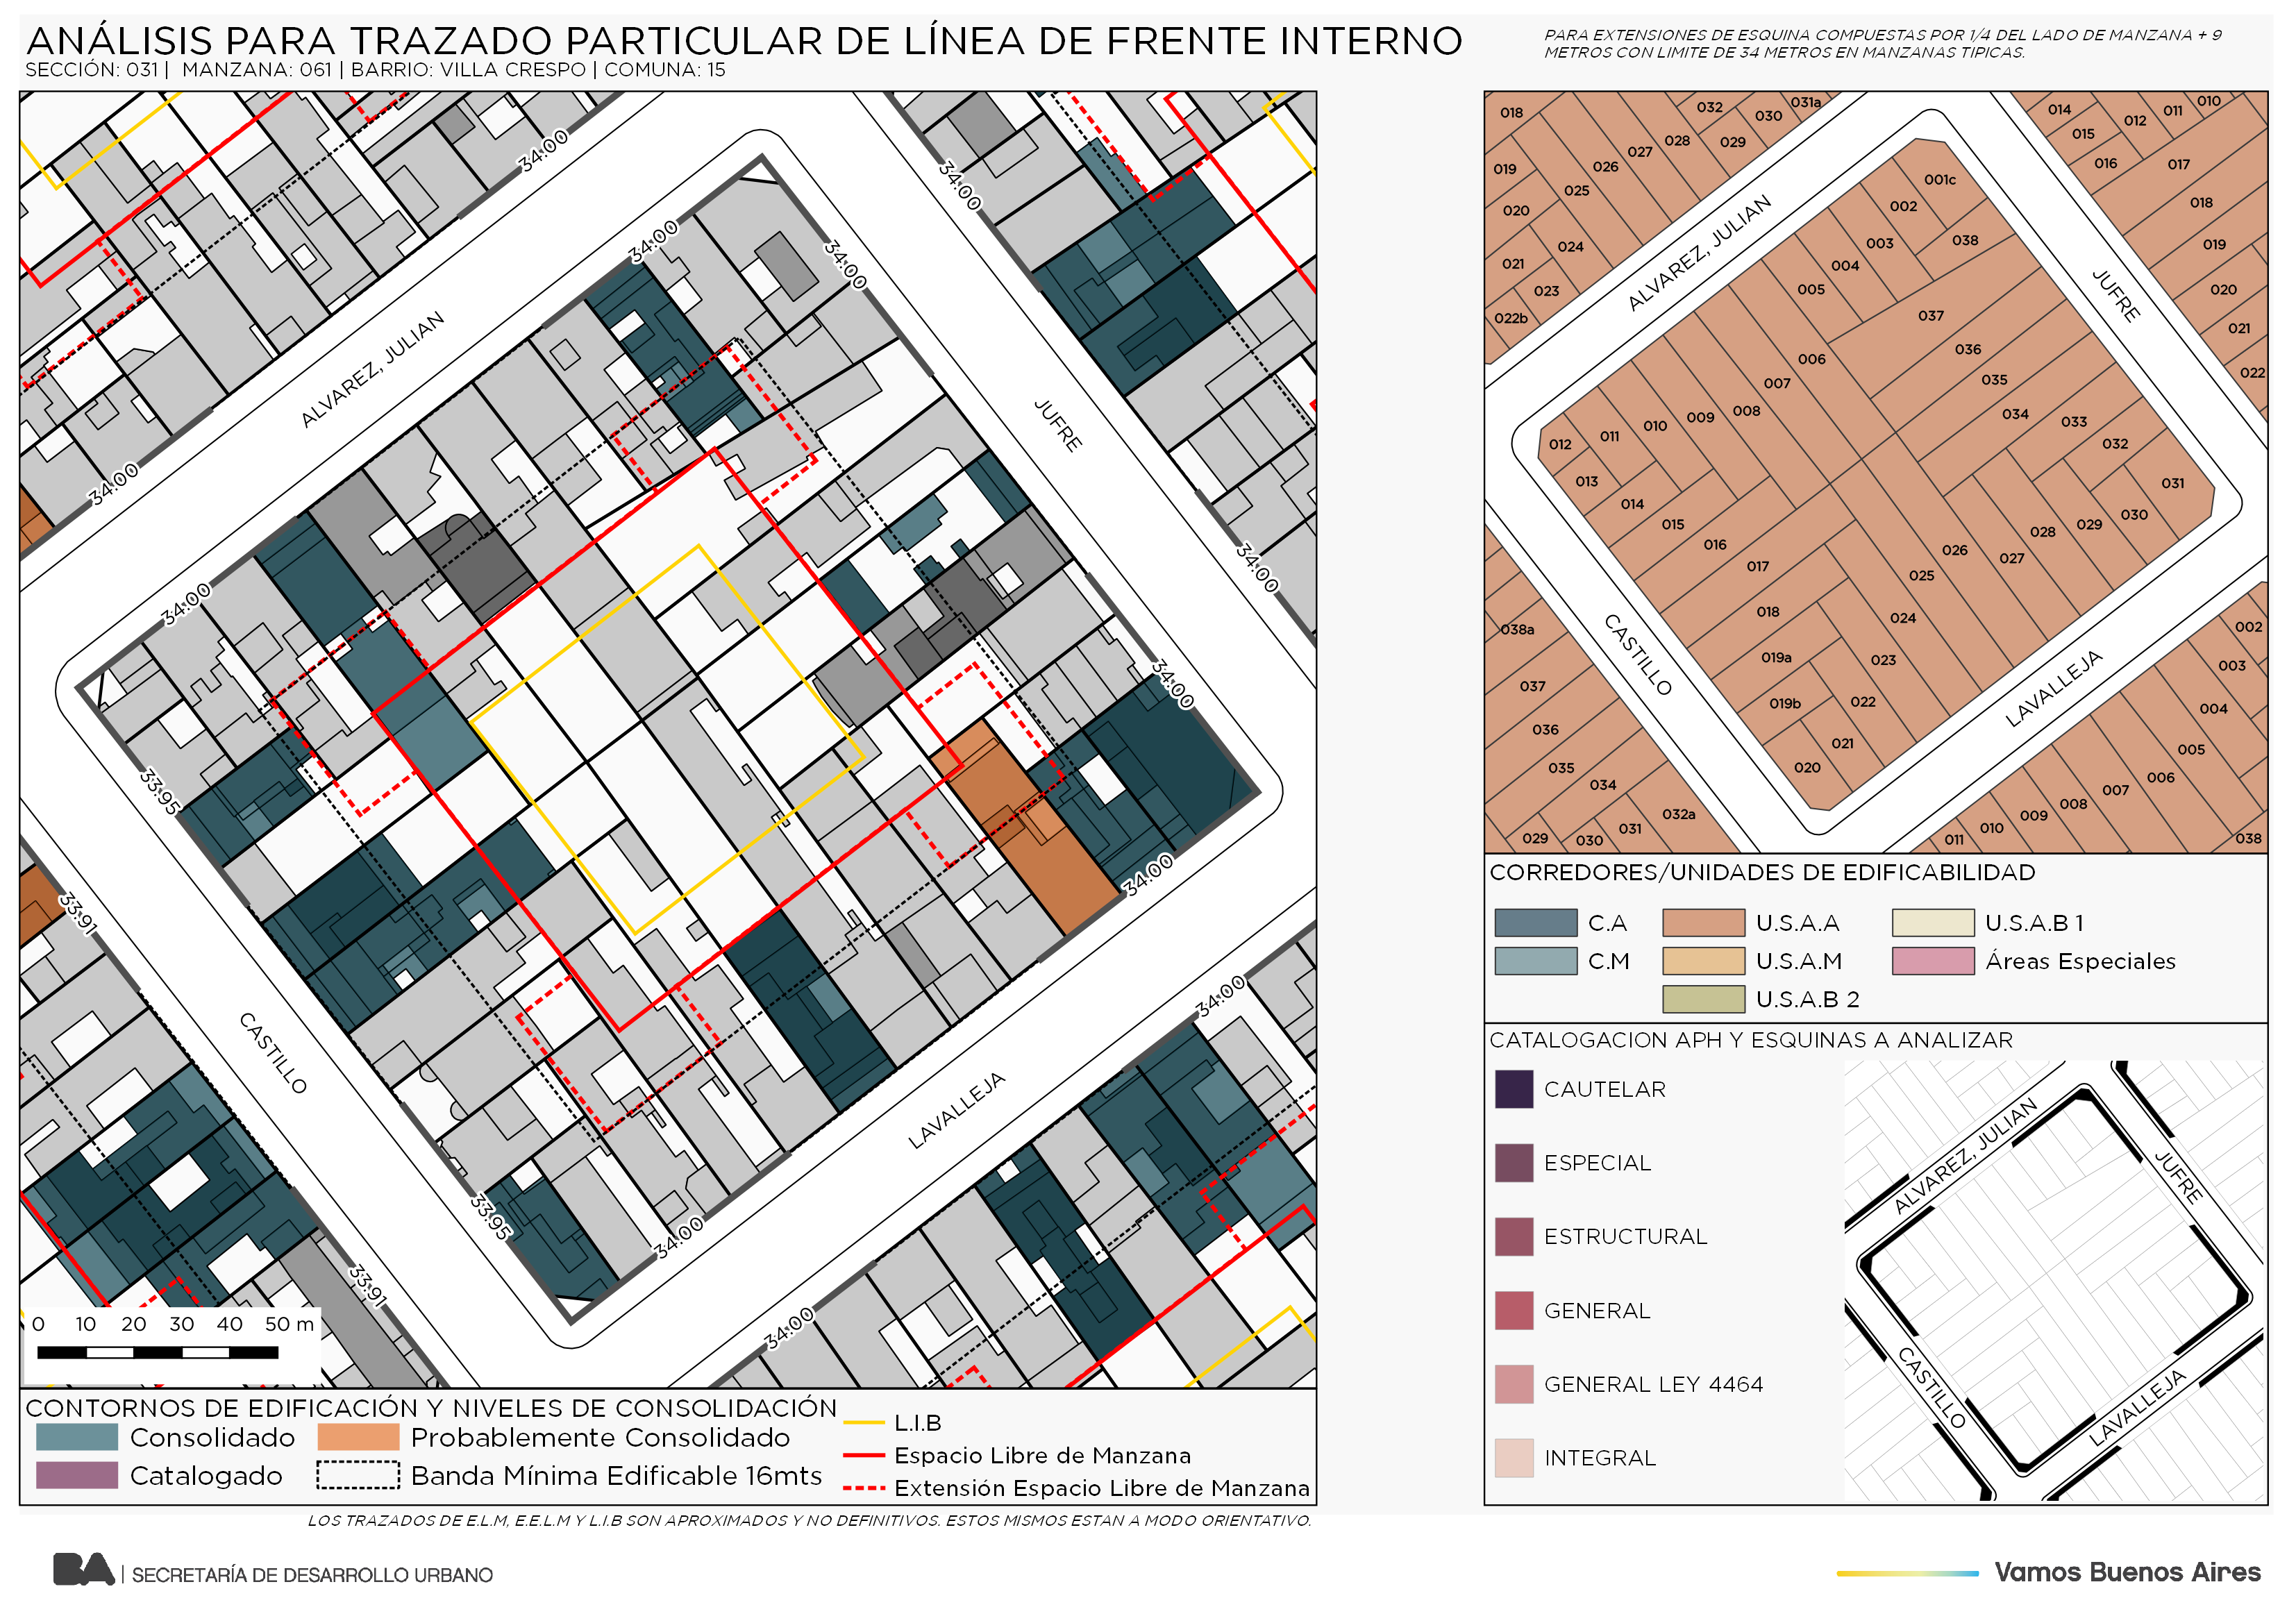 ANÁLISIS PARA TRAZADO PARTICULAR DE LÍNEA DE FRENTE INTERNO
SECCIÓN: 031 | MANZANA: 061 | BARRIO: VILLA CRESPO | COMUNA: 15
PARA EXTENSIONES DE ESQUINA COMPUESTAS POR 1/4 DEL LADO DE MANZANA + 9
METROS CON LIMITE DE 34 METROS EN MANZANAS TIPICAS.
34.00
34.00
34.00
34.00
34.00
34.00
34.00
34.00
33.95
33.91
33.95
33.91
34.00
34.00
34.00
34.00
ALVAREZ, JULIAN
JUFRE
CASTILLO
LAVALLEJA
0 10 20 30 40 50 m
CONTORNOS DE EDIFICACIÓN Y NIVELES DE CONSOLIDACIÓN
Consolidado
Probablemente Consolidado
Catalogado
Banda Mínima Edificable 16mts
L.I.B
Espacio Libre de Manzana
Extensión Espacio Libre de Manzana
LOS TRAZADOS DE E.L.M, E.E.L.M Y L.I.B SON APROXIMADOS Y NO DEFINITIVOS. ESTOS MISMOS ESTAN A MODO ORIENTATIVO.
018
019
020
021
022b
023
024
025
026
027
028
029
030
031a
032
014
015
016
012
011
010
017
018
019
020
021
022
001c
002
003
004
005
006
007
008
009
010
011
012
013
014
015
016
017
018
019a
019b
020
021
022
023
024
025
026
027
028
029
030
031
032
033
034
035
036
037
038
038a
037
036
035
034
032a
031
030
029
002
003
004
005
006
007
008
009
010
011
038
ALVAREZ, JULIAN
JUFRE
CASTILLO
LAVALLEJA
CORREDORES/UNIDADES DE EDIFICABILIDAD
C.A
U.S.A.A
U.S.A.B 1
C.M
U.S.A.M
Áreas Especiales
U.S.A.B 2
CATALOGACION APH Y ESQUINAS A ANALIZAR
CAUTELAR
ESPECIAL
ESTRUCTURAL
GENERAL
GENERAL LEY 4464
INTEGRAL
ALVAREZ, JULIAN
JUFRE
CASTILLO
LAVALLEJA
BA | SECRETARÍA DE DESARROLLO URBANO
Vamos Buenos Aires